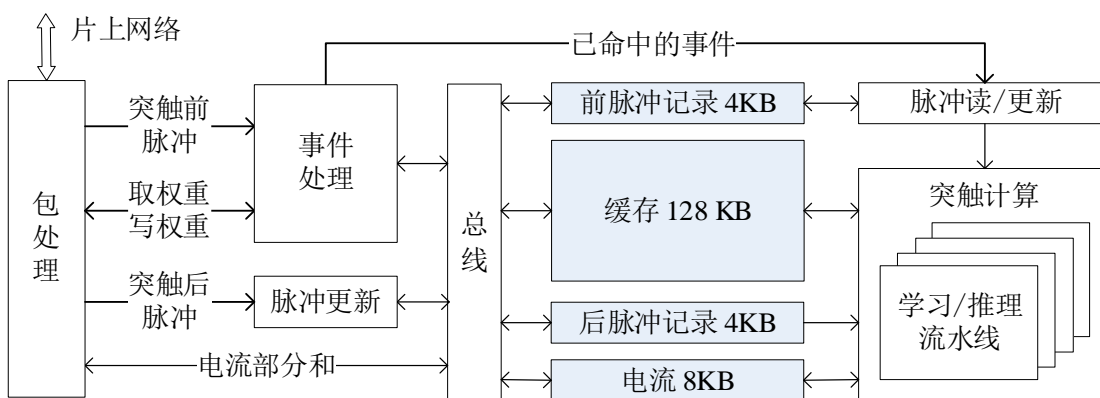 片上网络
已命中的事件
包
处
理
突触前
脉冲
取权重
写权重
突触后
脉冲
电流部分和
事件
处理
脉冲更新
总
线
前脉冲记录 4KB
缓存 128 KB
后脉冲记录 4KB
电流 8KB
脉冲读/更新
突触计算
学习/推理
流水线